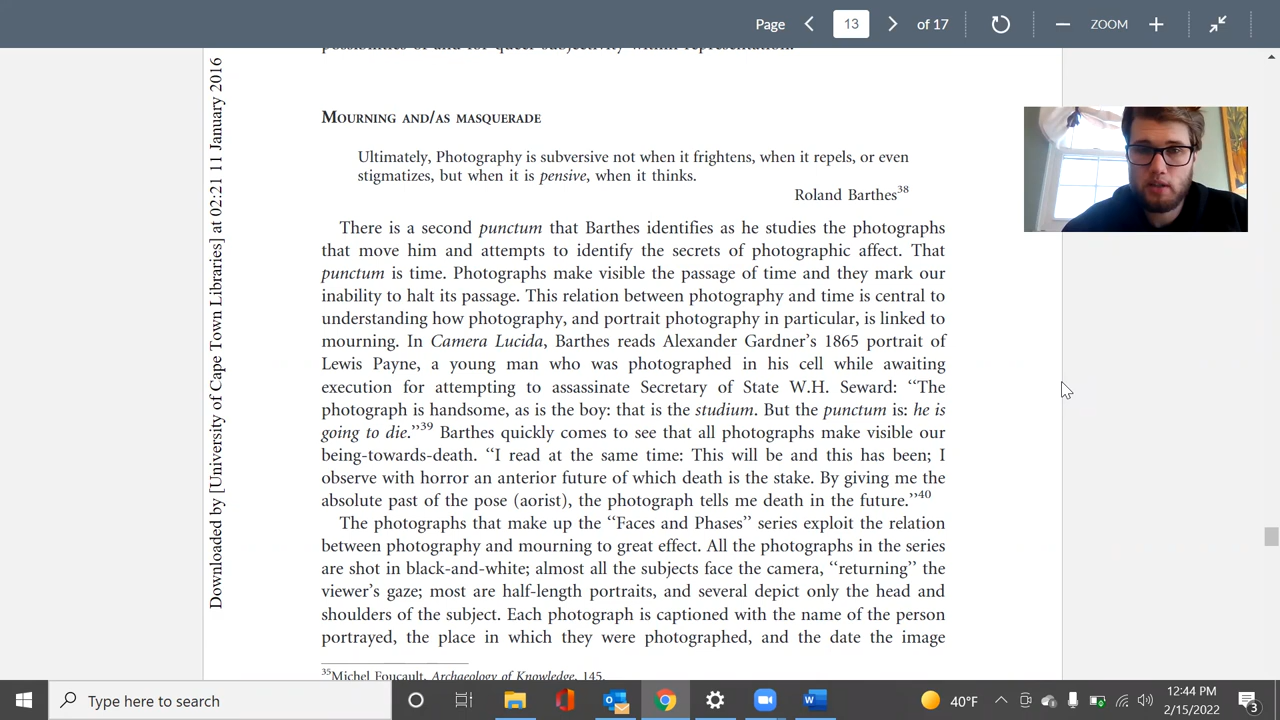 Page 13 of 17 ZOOM
possibilities of and for queer subjectivity within representation.
Downloaded by [University of Cape Town Libraries] at 02:21 11 January 2016
MOURNING AND/AS MASQUERADE
Ultimately, Photography is subversive not when it frightens, when it repels, or even
stigmatizes, but when it is pensive, when it thinks.
Roland Barthes38
There is a second punctum that Barthes identifies as he studies the photographs
that move him and attempts to identify the secrets of photographic affect. That
punctum is time. Photographs make visible the passage of time and they mark our
inability to halt its passage. This relation between photography and time is central to
understanding how photography, and portrait photography in particular, is linked to
mourning. In Camera Lucida, Barthes reads Alexander Gardner's 1865 portrait of
Lewis Payne, a young man who was photographed in his cell while awaiting
execution for attempting to assassinate Secretary of State W.H. Seward: ‘‘The
photograph is handsome, as is the boy: that is the studium. But the punctum is: he is
going to die.’’39 Barthes quickly comes to see that all photographs make visible our
being-towards-death. ‘‘I read at the same time: This will be and this has been; I
observe with horror an anterior future of which death is the stake. By giving me the
absolute past of the pose (aorist), the photograph tells me death in the future.’’40
The photographs that make up the ‘‘Faces and Phases’’ series exploit the relation
between photography and mourning to great effect. All the photographs in the series
are shot in black-and-white; almost all the subjects face the camera, ‘‘returning’’ the
viewer's gaze; most are half-length portraits, and several depict only the head and
shoulders of the subject. Each photograph is captioned with the name of the person
portrayed, the place in which they were photographed, and the date the image
35Michel Foucault, Archaeology of Knowledge, 145.
Type here to search
40°F
12:44 PM
2/15/2022
3